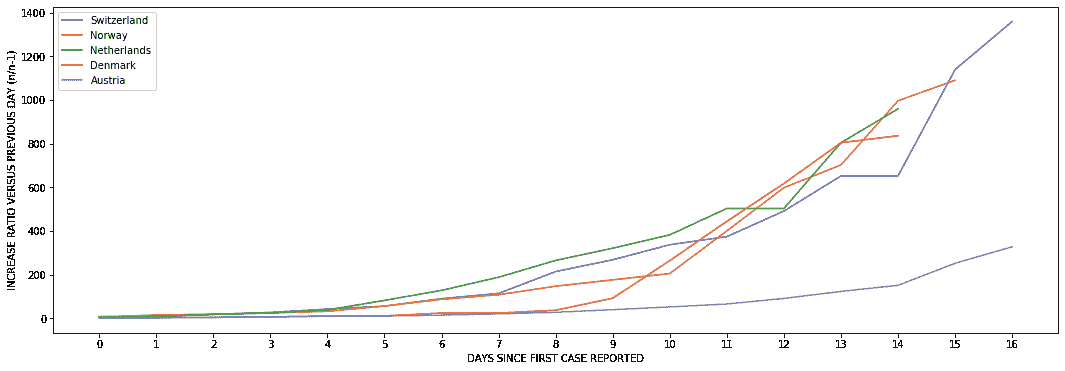 1400
1200
1000
800
600
400
200
0
INCREASE RATIO VERSUS PREVIOUS DAY (n/n-1)
Switzerland
Norway
Netherlands
Denmark
Austria
0 1 2 3 4 5 6 7 8 9 10 11 12 13 14 15 16
DAYS SINCE FIRST CASE REPORTED